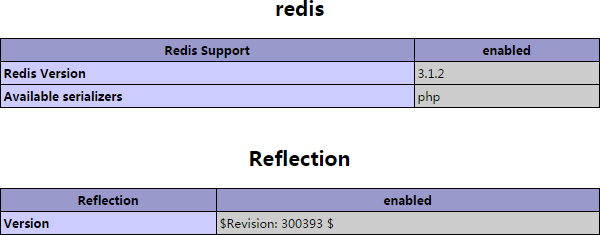 redis
Redis Support enabled
Redis Version 3.1.2
Available serializers php
Reflection
Reflection enabled
Version $Revision: 300393 $